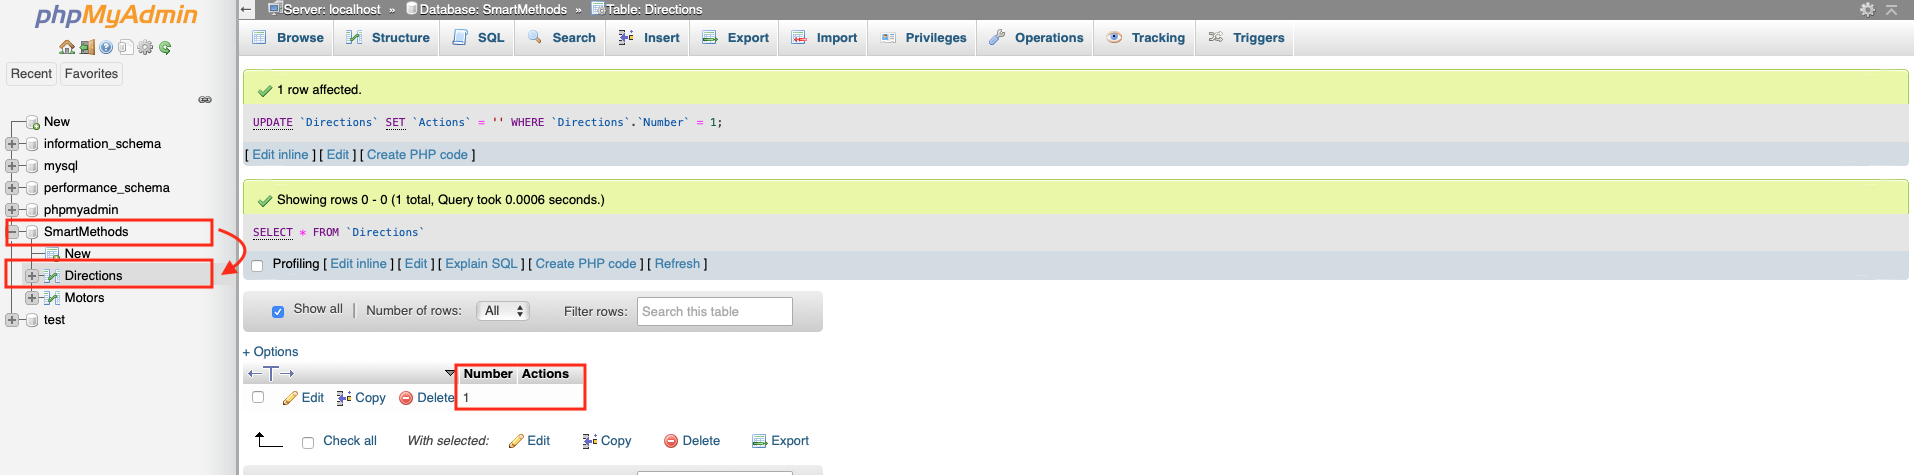 phpMyAdmin
Recent Favorites
New
information_schema
mysql
performance_schema
phpmyadmin
SmartMethods
New
Directions
Motors
test
Server: localhost » Database: SmartMethods » Table: Directions
Browse Structure SQL Search Insert Export Import Privileges Operations Tracking Triggers
1 row affected.
UPDATE `Directions` SET `Actions` = '' WHERE `Directions`.`Number` = 1;
[ Edit inline ] [ Edit ] [ Create PHP code ]
Showing rows 0 - 0 (1 total, Query took 0.0006 seconds.)
SELECT * FROM `Directions`
Profiling [ Edit inline ] [ Edit ] [ Explain SQL ] [ Create PHP code ] [ Refresh ]
Show all | Number of rows: All Filter rows: Search this table
+ Options
←T→ Number Actions
Edit Copy Delete 1
Check all With selected: Edit Copy Delete Export